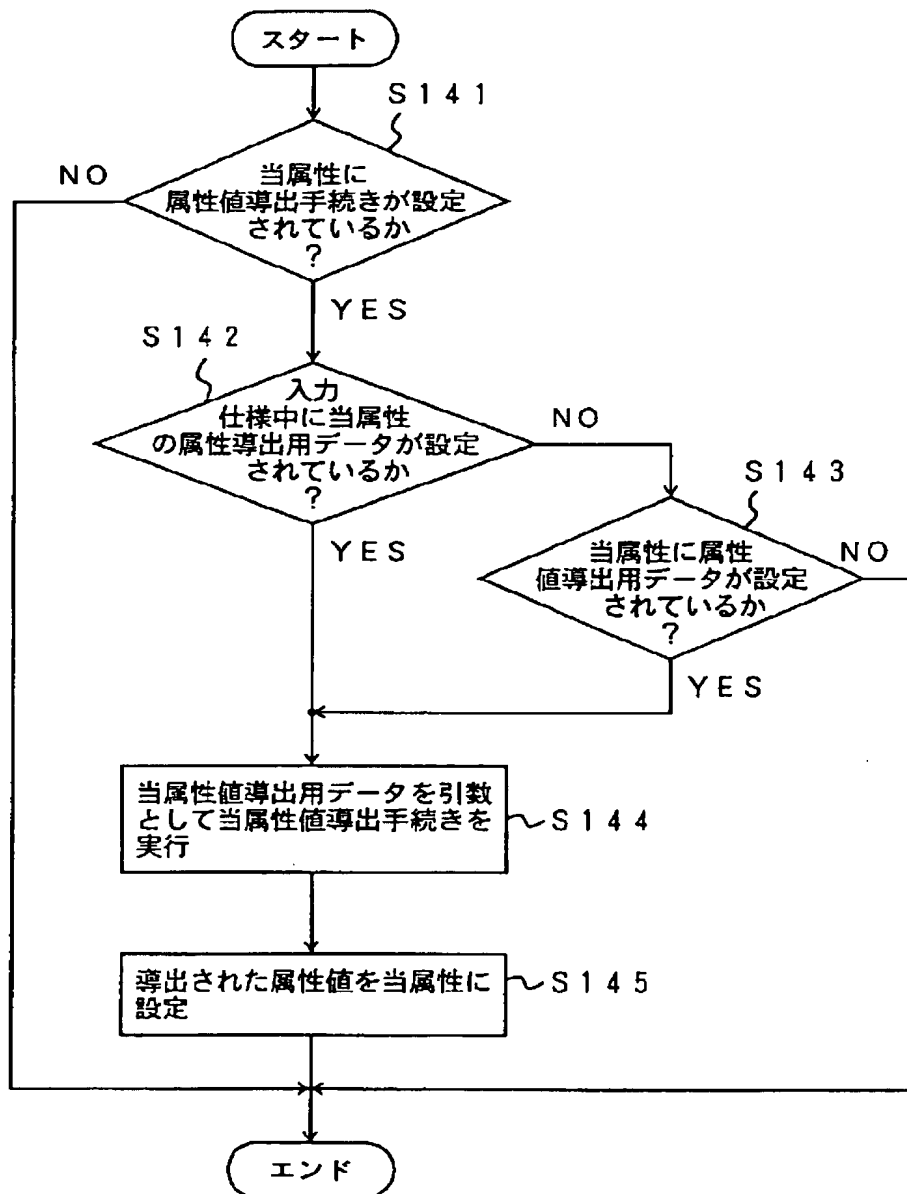 スタート
S141
当属性に
属性値導出手続きが設定
されているか
?
NO
YES
S142
入力
仕様中に当属性
の属性導出用データが設定
されているか
?
NO
YES
S143
当属性に属性
値導出用データが設定
されているか
?
NO
YES
当属性値導出用データを引数
として当属性値導出手続きを
実行
S144
導出された属性値を当属性に
設定
S145
エンド